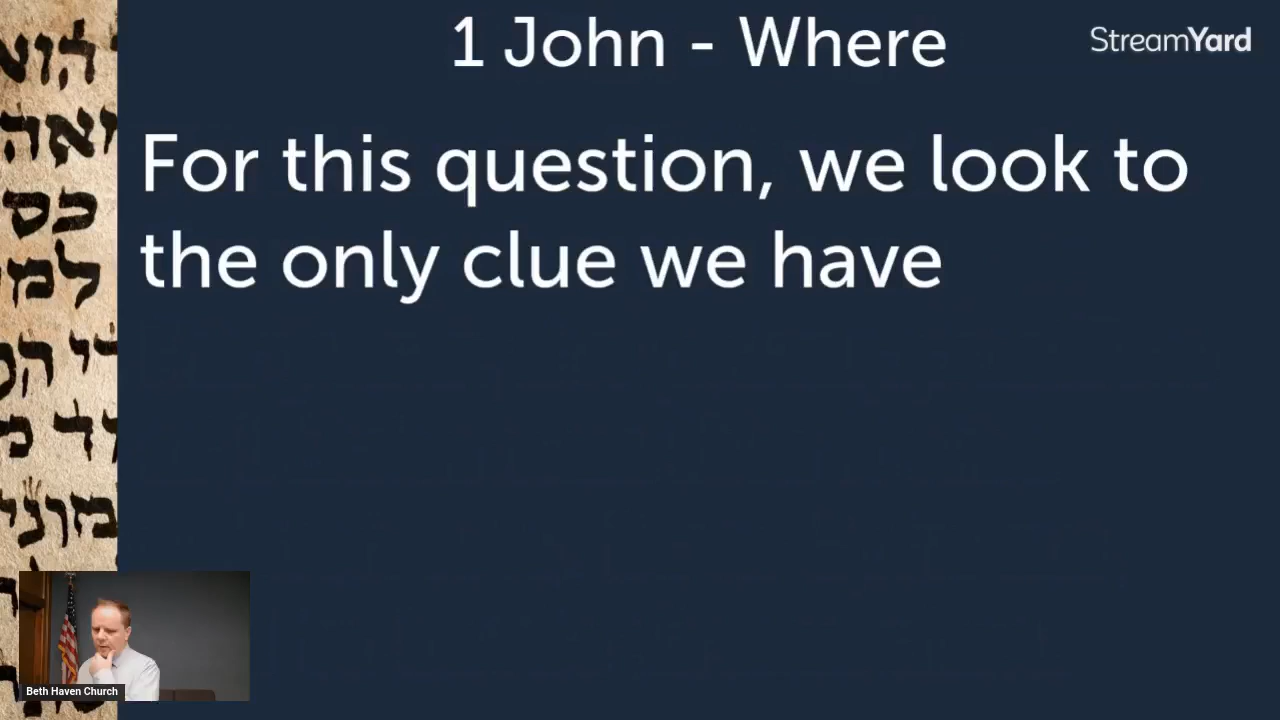 1 John - Where
StreamYard
For this question, we look to
the only clue we have
Beth Haven Church